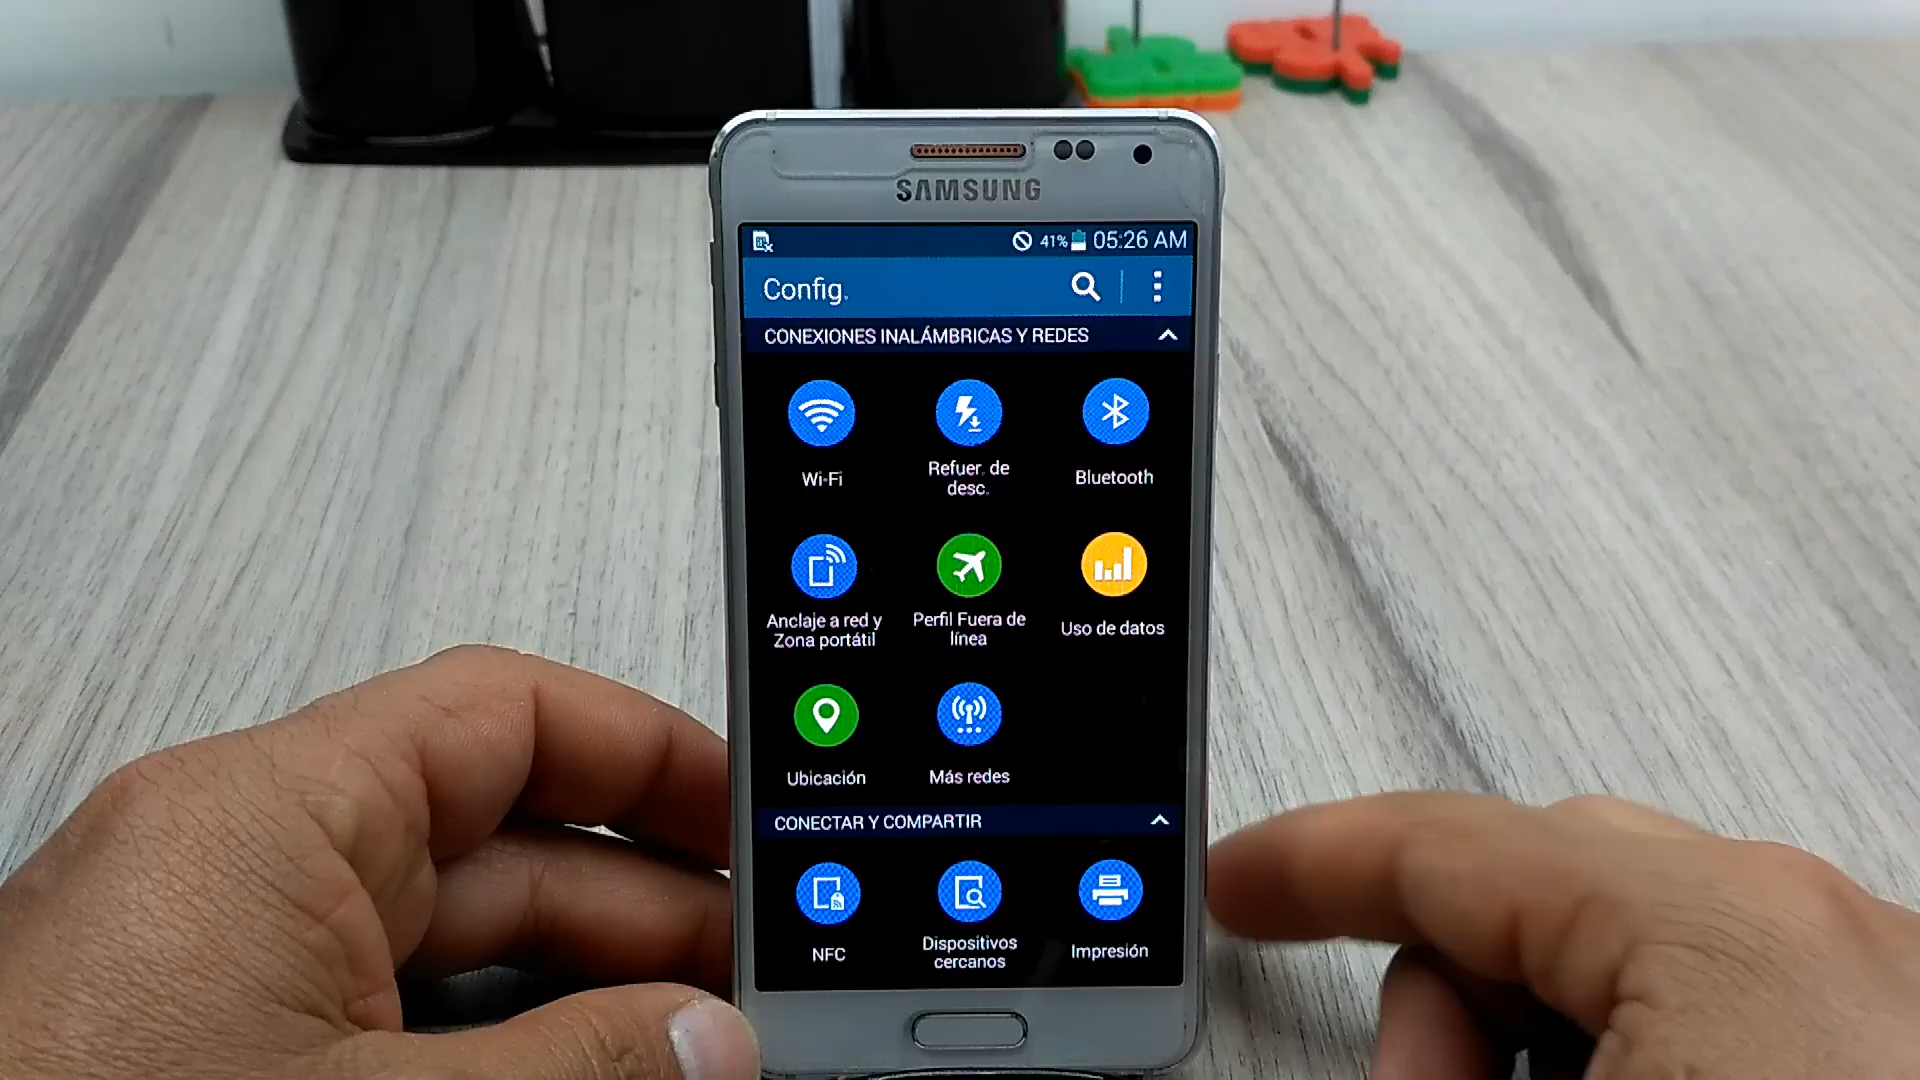 SAMSUNG
41% 05:26 AM
Config.
CONEXIONES INALÁMBRICAS Y REDES
Wi-Fi
Refuer. de
desc.
Bluetooth
Anclaje a red y
Zona portátil
Perfil Fuera de
línea
Uso de datos
Ubicación
Más redes
CONECTAR Y COMPARTIR
NFC
Dispositivos
cercanos
Impresión